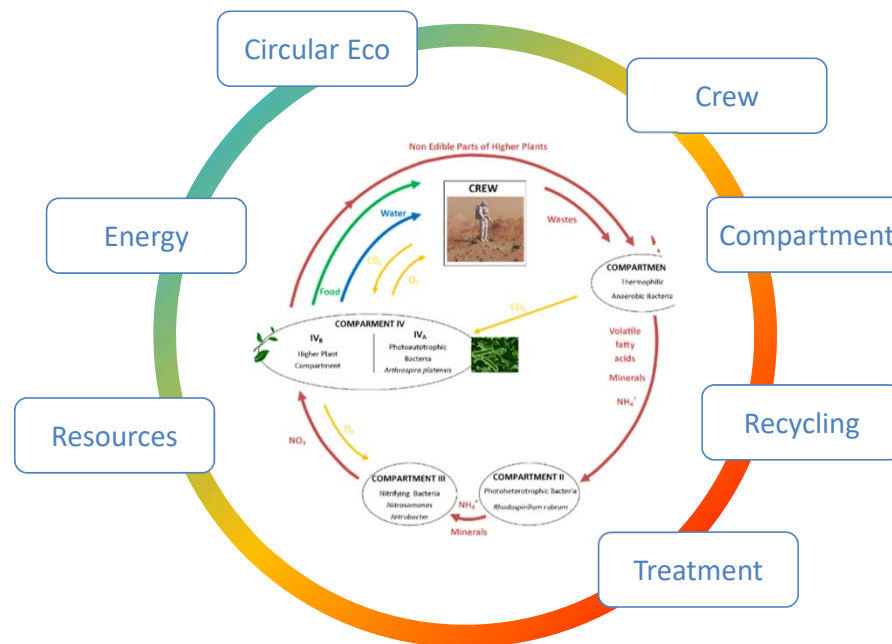 Circular Eco
Crew
Non Edible Parts of Higher Plants
CREW
Water
Wastes
Energy
Compartment
CO₂
O₂
Food
COMPARTMEN
Thermophilic
Anaerobic Bacteria
CO₂
COMPARMENT IV
IVB
Higher Plant
Compartment
IVA
Photoautotrophic
Bacteria
Arthrospira platensis
Volatile
fatty
acids
Minerals
NH₄⁺
Resources
Recycling
O₂
NO₃
COMPARTMENT III
Nitrifying Bacteria
Nitrosomonas
Nitrobacter
NH₄⁺
Minerals
COMPARTMENT II
Photoheterotrophic Bacteria
Rhodospirillum rubrum
Treatment